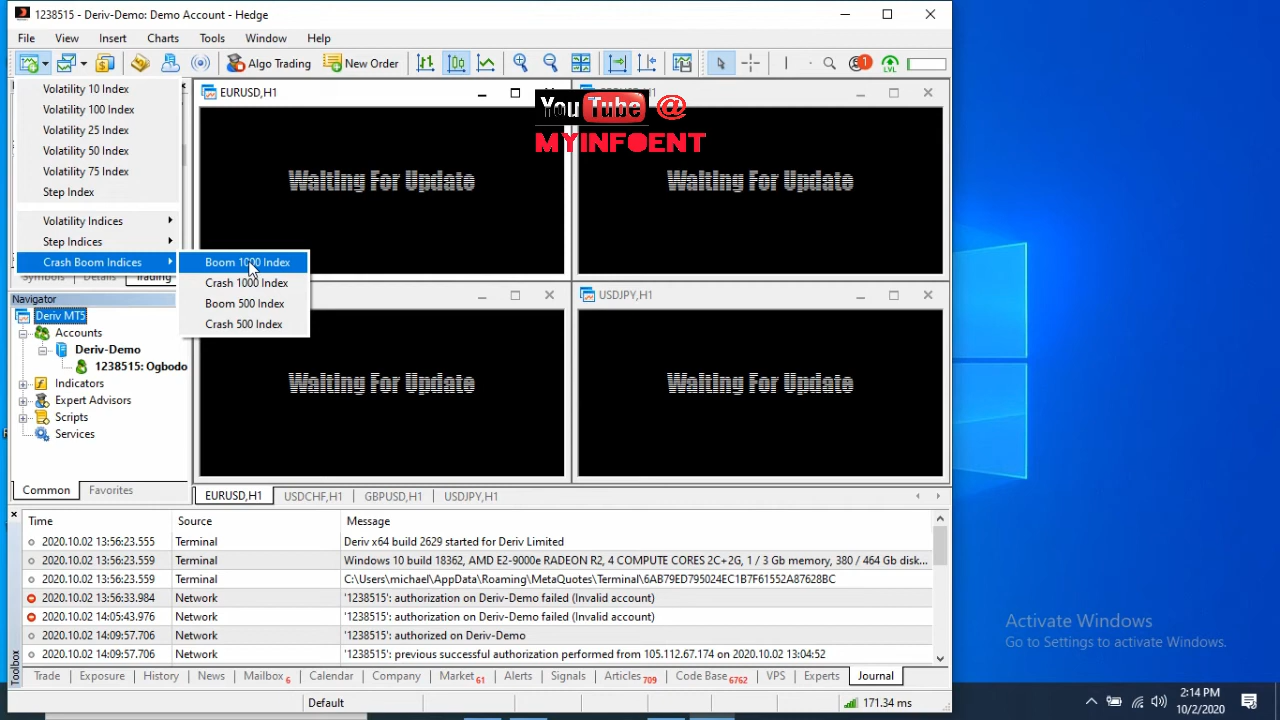 1238515 - Deriv-Demo: Demo Account - Hedge
File View Insert Charts Tools Window Help
Algo Trading New Order 1 LVL
Volatility 10 Index
Volatility 100 Index
Volatility 25 Index
Volatility 50 Index
Volatility 75 Index
Step Index
Volatility Indices
Step Indices
Crash Boom Indices
Boom 1000 Index
Crash 1000 Index
Boom 500 Index
Crash 500 Index
EURUSD,H1
YouTube @
MYINFOENT
Waiting For Update
Waiting For Update
Symbols Details Trading
USDJPY,H1
Waiting For Update
Waiting For Update
Navigator
Deriv MT5
Accounts
Deriv-Demo
1238515: Ogbodo
Indicators
Expert Advisors
Scripts
Services
Common Favorites
EURUSD,H1 USDCHF,H1 GBPUSD,H1 USDJPY,H1
Time Source Message
2020.10.02 13:56:23.555 Terminal Deriv x64 build 2629 started for Deriv Limited
2020.10.02 13:56:23.559 Terminal Windows 10 build 18362, AMD E2-9000e RADEON R2, 4 COMPUTE CORES 2C+2G, 1 / 3 Gb memory, 380 / 464 Gb disk...
2020.10.02 13:56:23.559 Terminal C:\Users\michael\AppData\Roaming\MetaQuotes\Terminal\6AB79ED795024EC1B7F61552A87628BC
2020.10.02 13:56:33.984 Network '1238515': authorization on Deriv-Demo failed (Invalid account)
2020.10.02 14:05:43.976 Network '1238515': authorization on Deriv-Demo failed (Invalid account)
2020.10.02 14:09:57.706 Network '1238515': authorized on Deriv-Demo
2020.10.02 14:09:57.706 Network '1238515': previous successful authorization performed from 105.112.67.174 on 2020.10.02 13:04:52
Toolbox
Trade Exposure History News Mailbox 6 Calendar Company Market 61 Alerts Signals Articles 709 Code Base 6762 VPS Experts Journal
Default 171.34 ms
Activate Windows
Go to Settings to activate Windows.
2:14 PM
10/2/2020